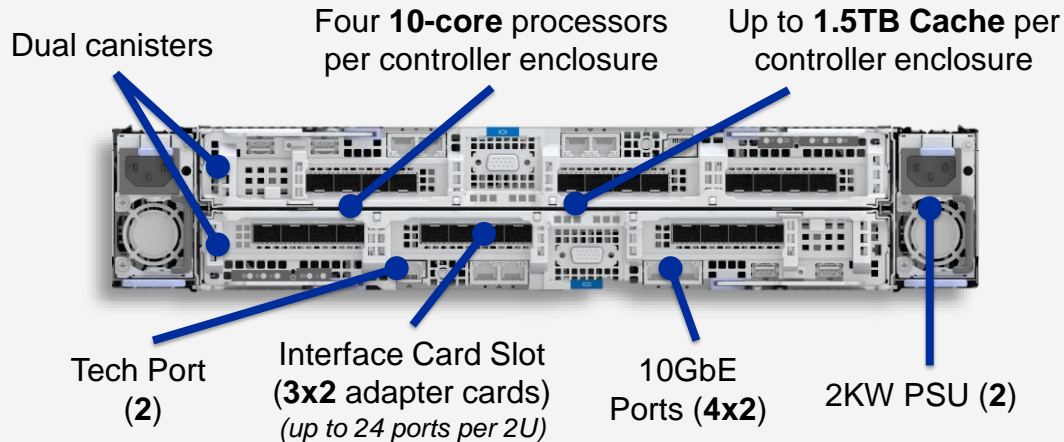 Dual canisters
Four 10-core processors
per controller enclosure
Up to 1.5TB Cache per
controller enclosure
Tech Port
(2)
Interface Card Slot
(3x2 adapter cards)
(up to 24 ports per 2U)
10GbE
Ports (4x2)
2KW PSU (2)